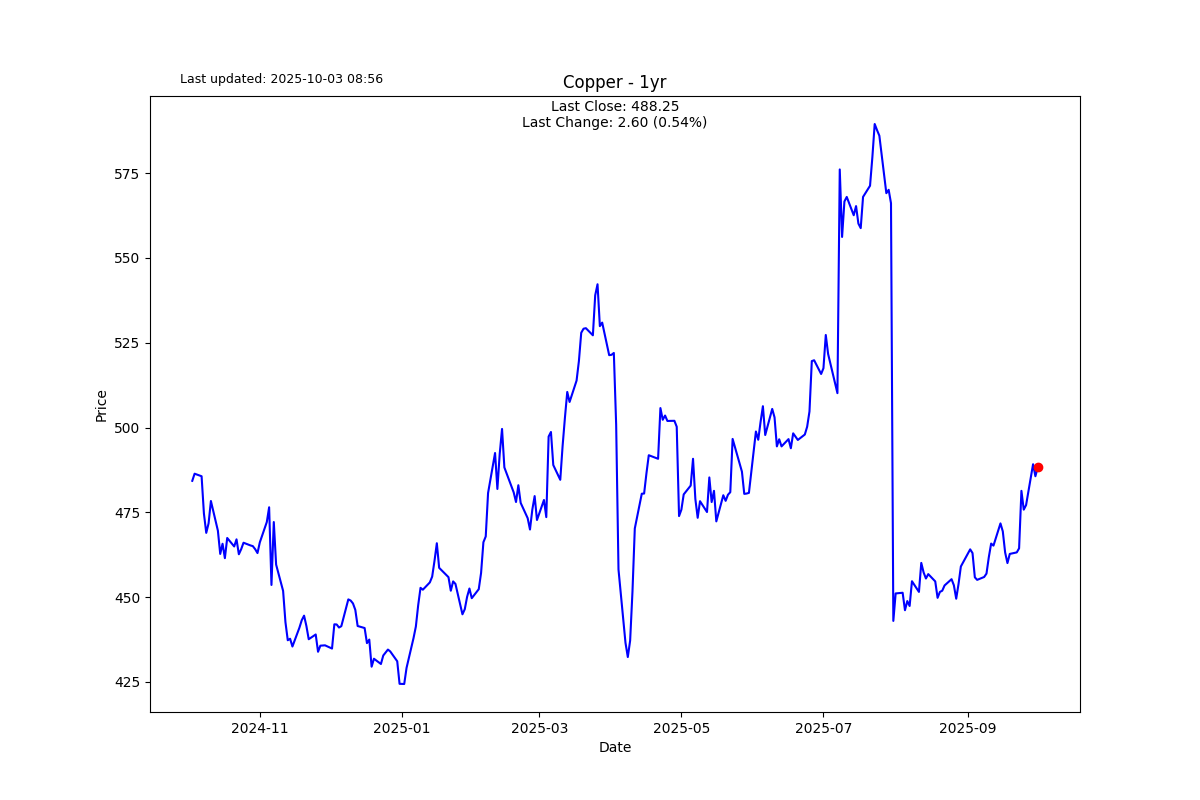 Last updated: 2025-10-03 08:56
Copper - 1yr
Last Close: 488.25
Last Change: 2.60 (0.54%)
575
550
525
500
475
450
425
Price
2024-11
2025-01
2025-03
2025-05
2025-07
2025-09
Date